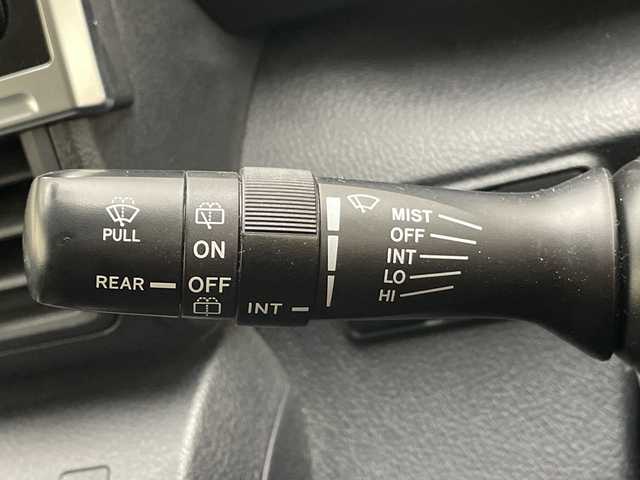 PULL
REAR
ON
OFF
INT
MIST
OFF
INT
LO
HI